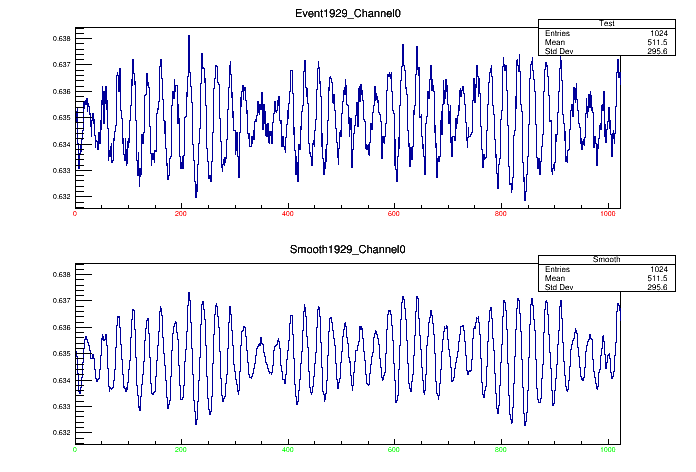 Event1929_Channel0
Test
Entries 1024
Mean 511.5
Std Dev 295.6
0.638
0.637
0.636
0.635
0.634
0.633
0.632
0 200 400 600 800 1000
Smooth1929_Channel0
Smooth
Entries 1024
Mean 511.5
Std Dev 295.6
0.638
0.637
0.636
0.635
0.634
0.633
0.632
0 200 400 600 800 1000